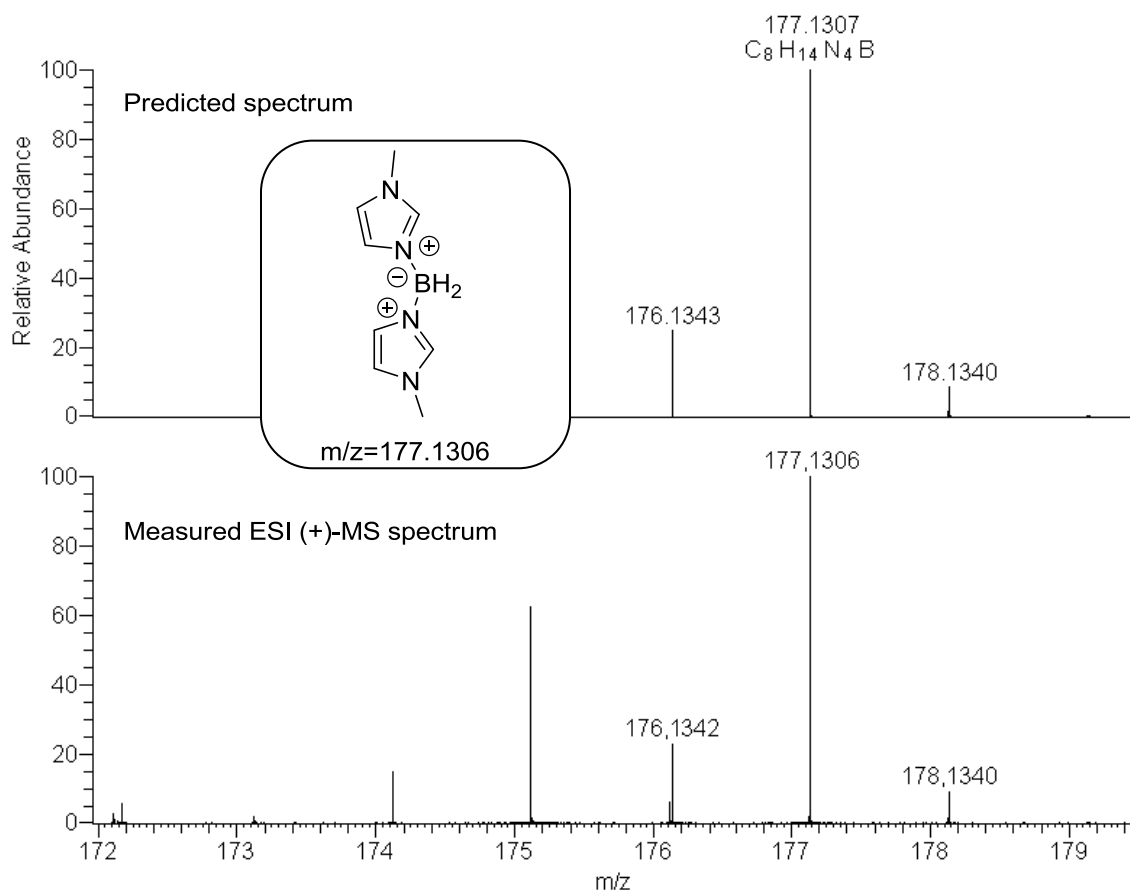 177.1307
C₈H₁₄N₄B
100
80
60
40
20
0
Relative Abundance
Predicted spectrum
N
N
⊕
⊖
BH₂
⊕
N
N
m/z=177.1306
176.1343
178.1340
100
80
60
40
20
0
Measured ESI (+)-MS spectrum
177,1306
176,1342
178,1340
172 173 174 175 176 177 178 179
m/z